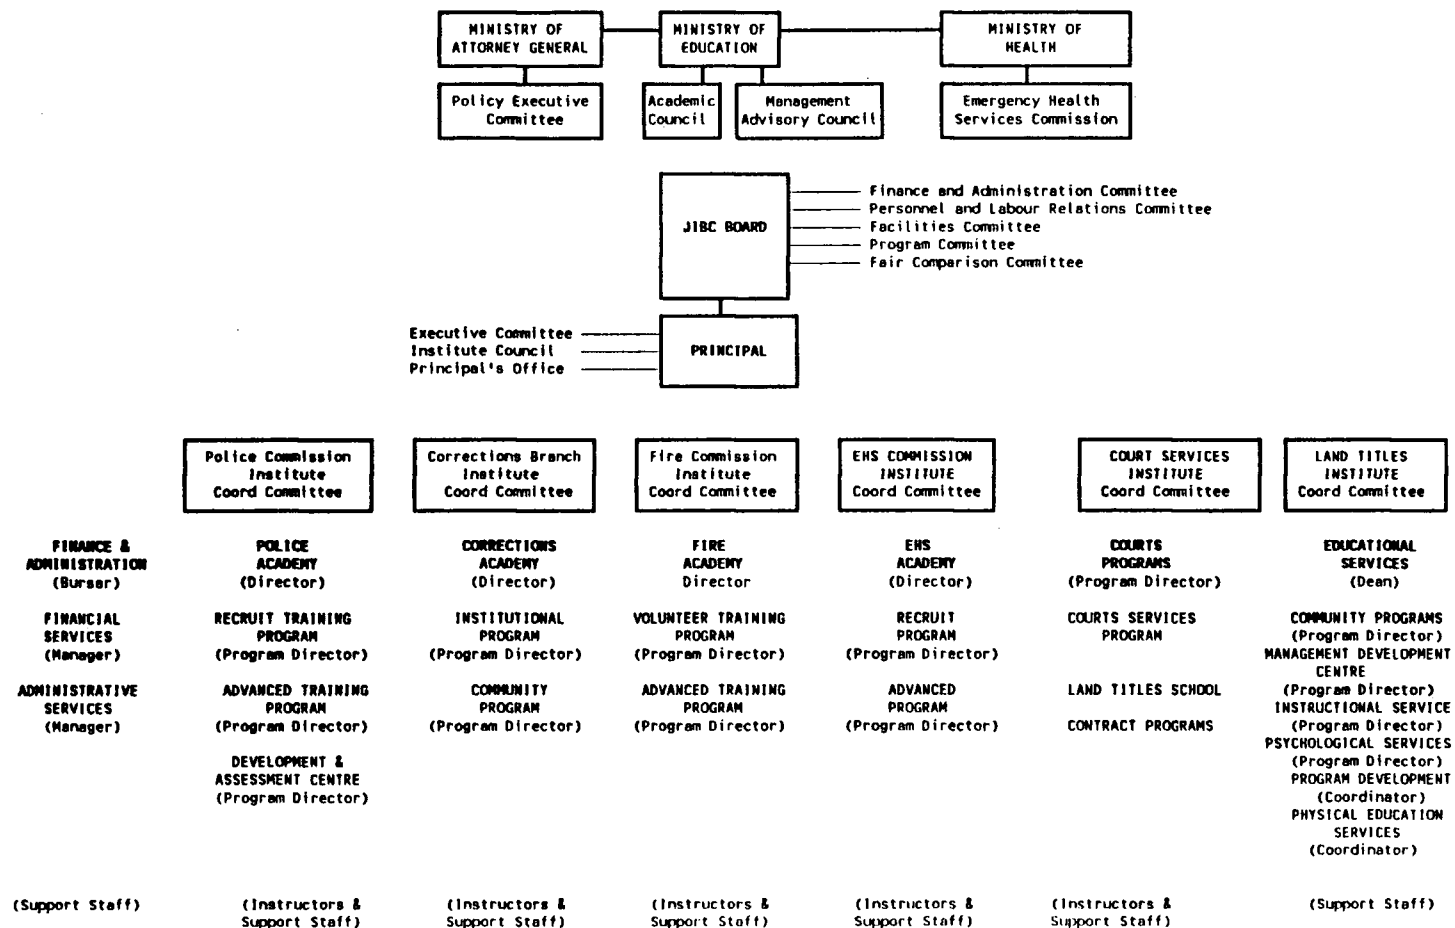 MINISTRY OF
ATTORNEY GENERAL
MINISTRY OF
EDUCATION
MINISTRY OF
HEALTH
Policy Executive
Committee
Academic
Council
Management
Advisory Council
Emergency Health
Services Commission
JIBC BOARD
Finance and Administration Committee
Personnel and Labour Relations Committee
Facilities Committee
Program Committee
Fair Comparison Committee
Executive Committee
Institute Council
Principal's Office
PRINCIPAL
Police Commission
Institute
Coord Committee
Corrections Branch
Institute
Coord Committee
Fire Commission
Institute
Coord Committee
EHS COMMISSION
INSTITUTE
Coord Committee
COURT SERVICES
INSTITUTE
Coord Committee
LAND TITLES
INSTITUTE
Coord Committee
FINANCE &
ADMINISTRATION
(Bursar)
POLICE
ACADEMY
(Director)
CORRECTIONS
ACADEMY
(Director)
FIRE
ACADEMY
Director
EHS
ACADEMY
(Director)
COURTS
PROGRAMS
(Program Director)
EDUCATIONAL
SERVICES
(Dean)
FINANCIAL
SERVICES
(Manager)
RECRUIT TRAINING
PROGRAM
(Program Director)
INSTITUTIONAL
PROGRAM
(Program Director)
VOLUNTEER TRAINING
PROGRAM
(Program Director)
RECRUIT
PROGRAM
(Program Director)
COURTS SERVICES
PROGRAM
COMMUNITY PROGRAMS
(Program Director)
MANAGEMENT DEVELOPMENT
CENTRE
(Program Director)
INSTRUCTIONAL SERVICE
(Program Director)
PSYCHOLOGICAL SERVICES
(Program Director)
PROGRAM DEVELOPMENT
(Coordinator)
PHYSICAL EDUCATION
SERVICES
(Coordinator)
ADMINISTRATIVE
SERVICES
(Manager)
ADVANCED TRAINING
PROGRAM
(Program Director)
COMMUNITY
PROGRAM
(Program Director)
ADVANCED TRAINING
PROGRAM
(Program Director)
ADVANCED
PROGRAM
(Program Director)
LAND TITLES SCHOOL
CONTRACT PROGRAMS
DEVELOPMENT &
ASSESSMENT CENTRE
(Program Director)
(Support Staff)
(Instructors &
Support Staff)
(Instructors &
Support Staff)
(Instructors &
Support Staff)
(Instructors &
Support Staff)
(Instructors &
Support Staff)
(Support Staff)